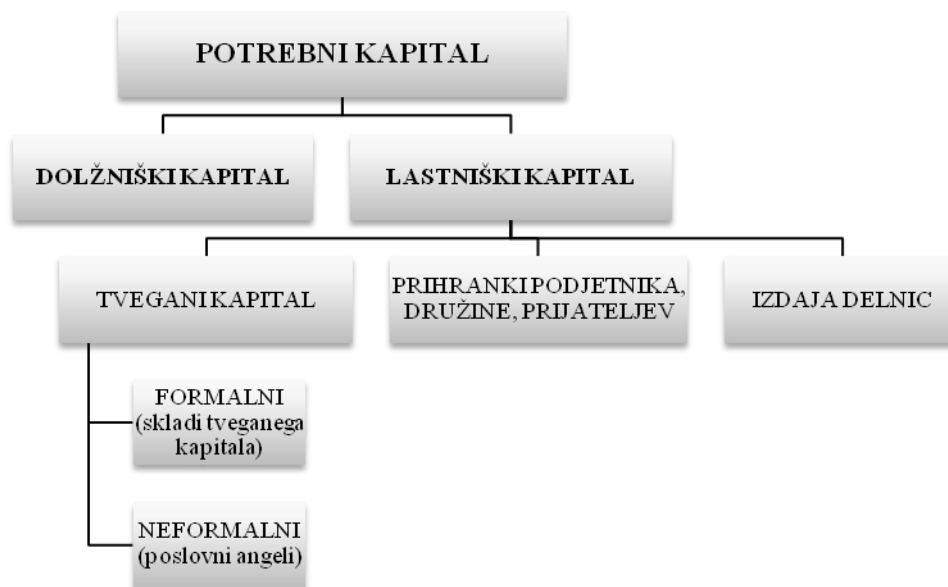 POTREBNI KAPITAL
DOLŽNIŠKI KAPITAL
LASTNIŠKI KAPITAL
TVEGANI KAPITAL
PRIHRANKI PODJETNIKA,
DRUŽINE, PRIJATELJEV
IZDAJA DELNIC
FORMALNI
(skladi tveganega
kapitala)
NEFORMALNI
(poslovni angeli)